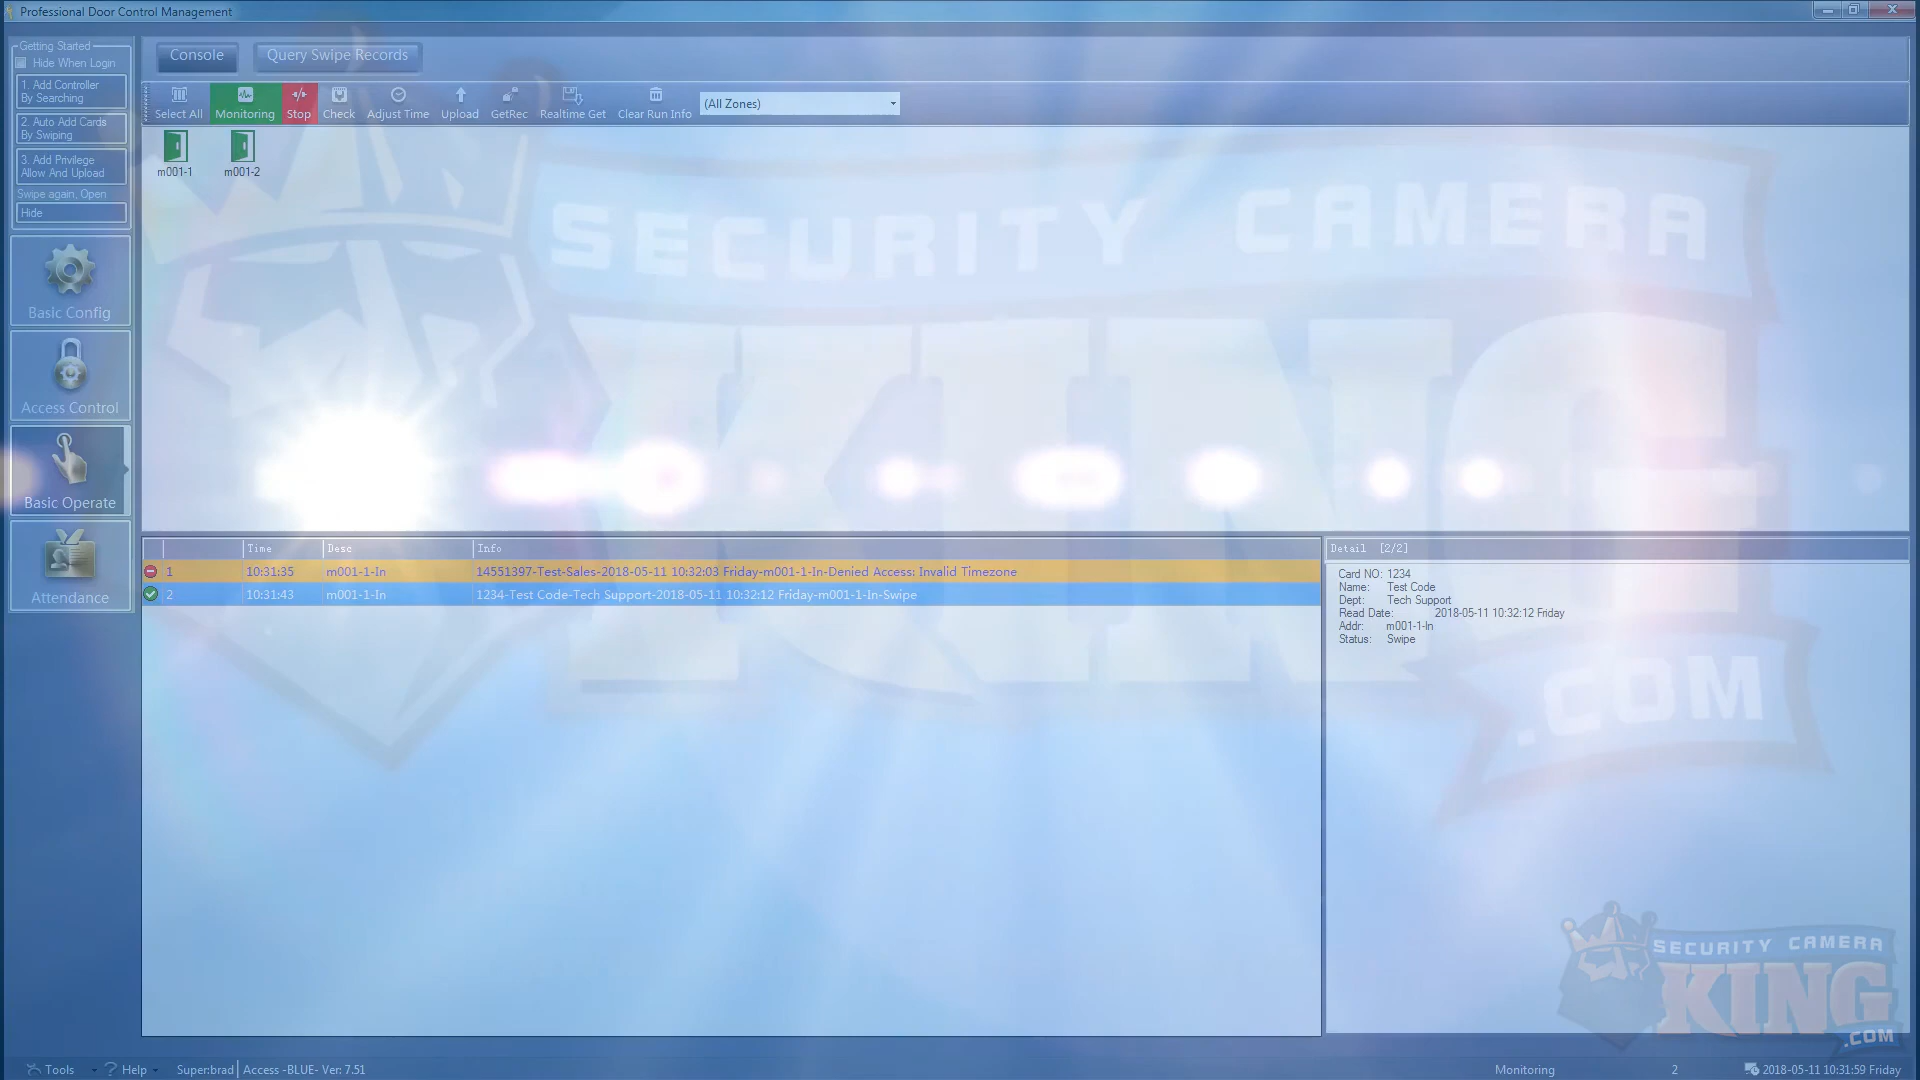 Professional Door Control Management
Getting Started
Hide When Login
1. Add Controller
By Searching
2. Auto Add Cards
By Swiping
3. Add Privilege
Allow And Upload
Swipe again, Open
Hide
Basic Config
Access Control
Basic Operate
Attendance
Console
Query Swipe Records
Select All
Monitoring
Stop
Check
Adjust Time
Upload
GetRec
Realtime Get
Clear Run Info
(All Zones)
m001-1
m001-2
SECURITY CAMERA
KING
.COM
Time Desc Info
1 10:31:35 m001-1-In 14551397-Test-Sales-2018-05-11 10:32:03 Friday-m001-1-In-Denied Access: Invalid Timezone
2 10:31:43 m001-1-In 1234-Test Code-Tech Support-2018-05-11 10:32:12 Friday-m001-1-In-Swipe
Detail [2/2]
Card NO: 1234
Name: Test Code
Dept: Tech Support
Read Date: 2018-05-11 10:32:12 Friday
Addr: m001-1-In
Status: Swipe
SECURITY CAMERA
KING
.COM
Tools Help Super:brad Access -BLUE- Ver: 7.51 Monitoring 2 2018-05-11 10:31:59 Friday